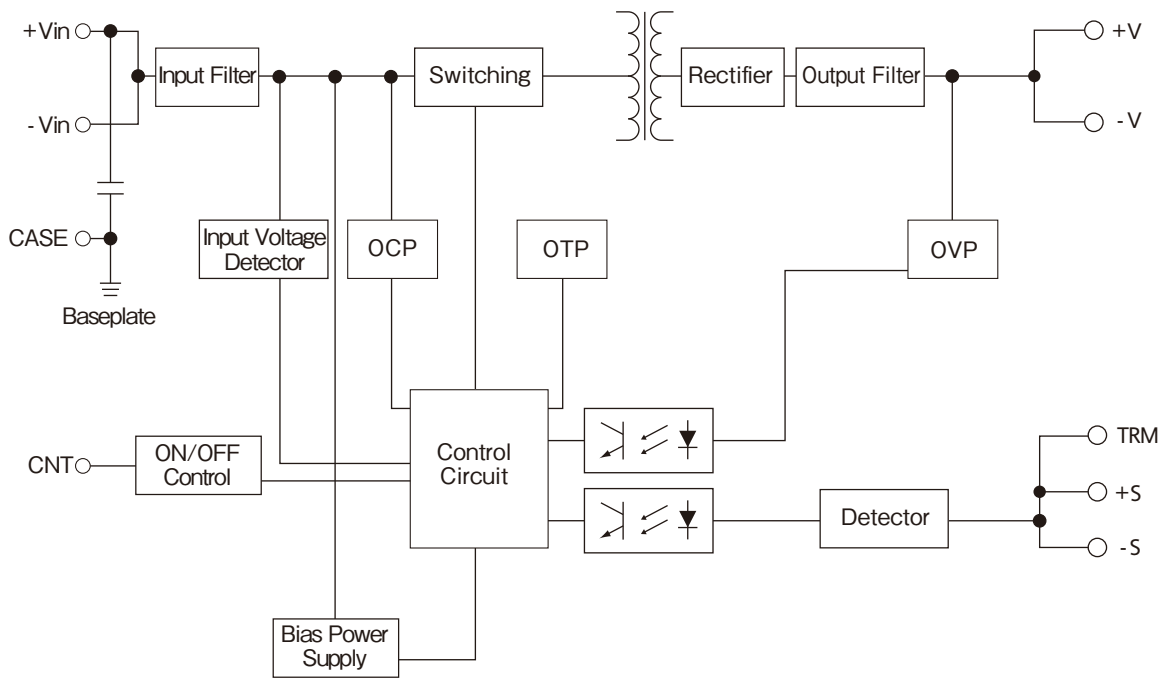 +Vin
Input Filter
Switching
Rectifier
Output Filter
+V
-Vin
-V
CASE
Input Voltage
Detector
OCP
OTP
OVP
Baseplate
CNT
ON/OFF
Control
Control
Circuit
TRM
+S
Detector
-S
Bias Power
Supply